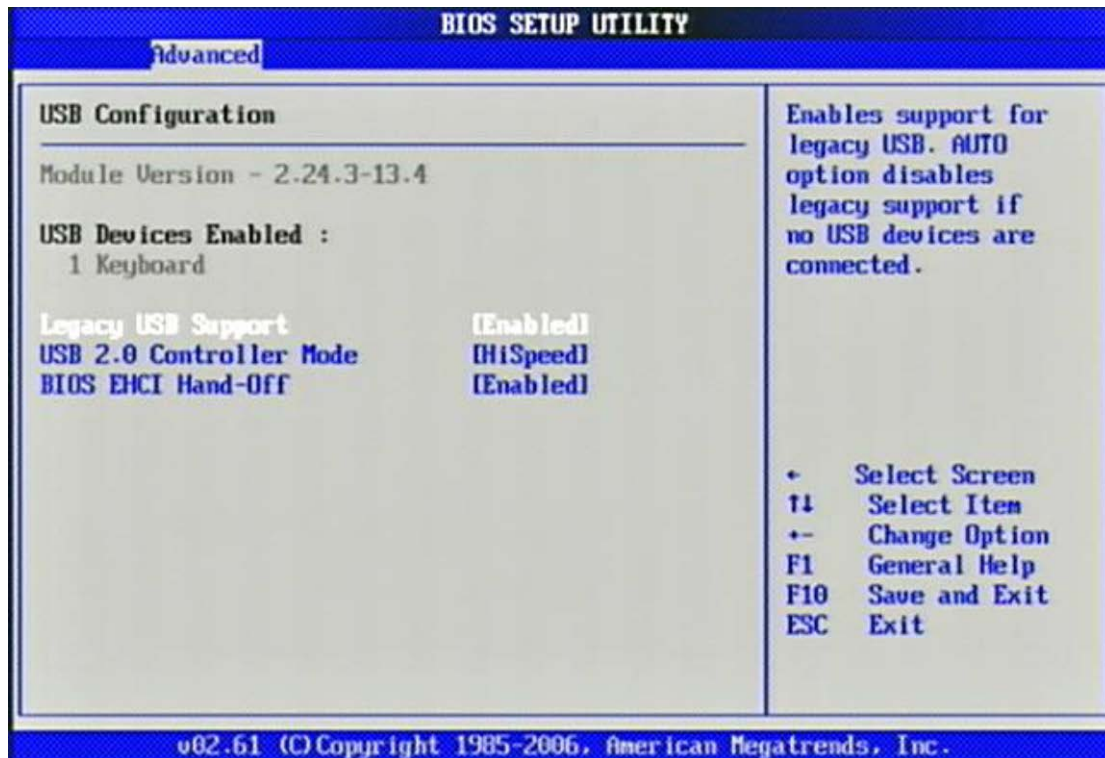 BIOS SETUP UTILITY
Advanced
USB Configuration
Module Version - 2.24.3-13.4
USB Devices Enabled :
1 Keyboard
Legacy USB Support [Enabled]
USB 2.0 Controller Mode [HiSpeed]
BIOS EHCI Hand-Off [Enabled]
Enables support for
legacy USB. AUTO
option disables
legacy support if
no USB devices are
connected.
← Select Screen
↑↓ Select Item
+- Change Option
F1 General Help
F10 Save and Exit
ESC Exit
v02.61 (C)Copyright 1985-2006, American Megatrends, Inc.